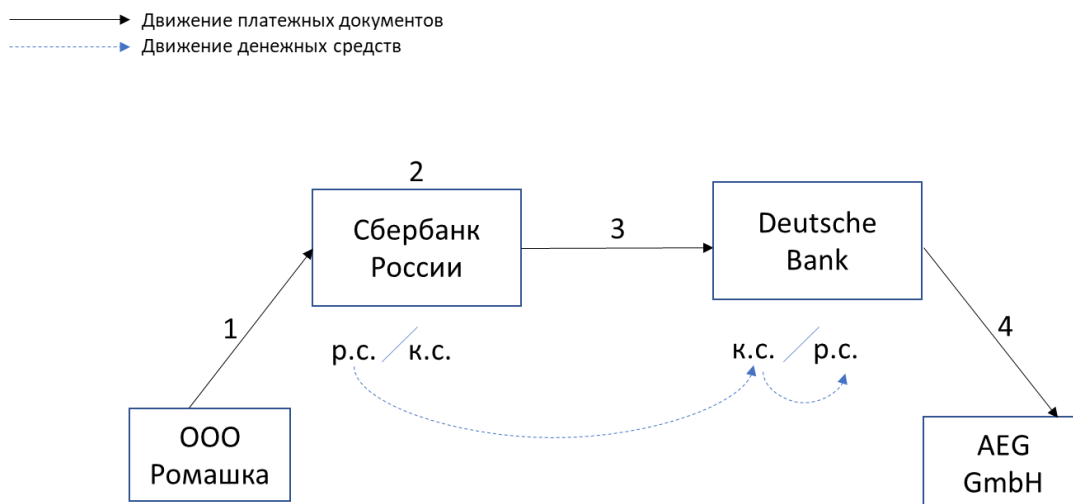 Движение платежных документов
Движение денежных средств
2
Сбербанк
России
3
Deutsche
Bank
1
4
р.с. / к.с.
к.с. / р.с.
ООО
Ромашка
AEG
GmbH